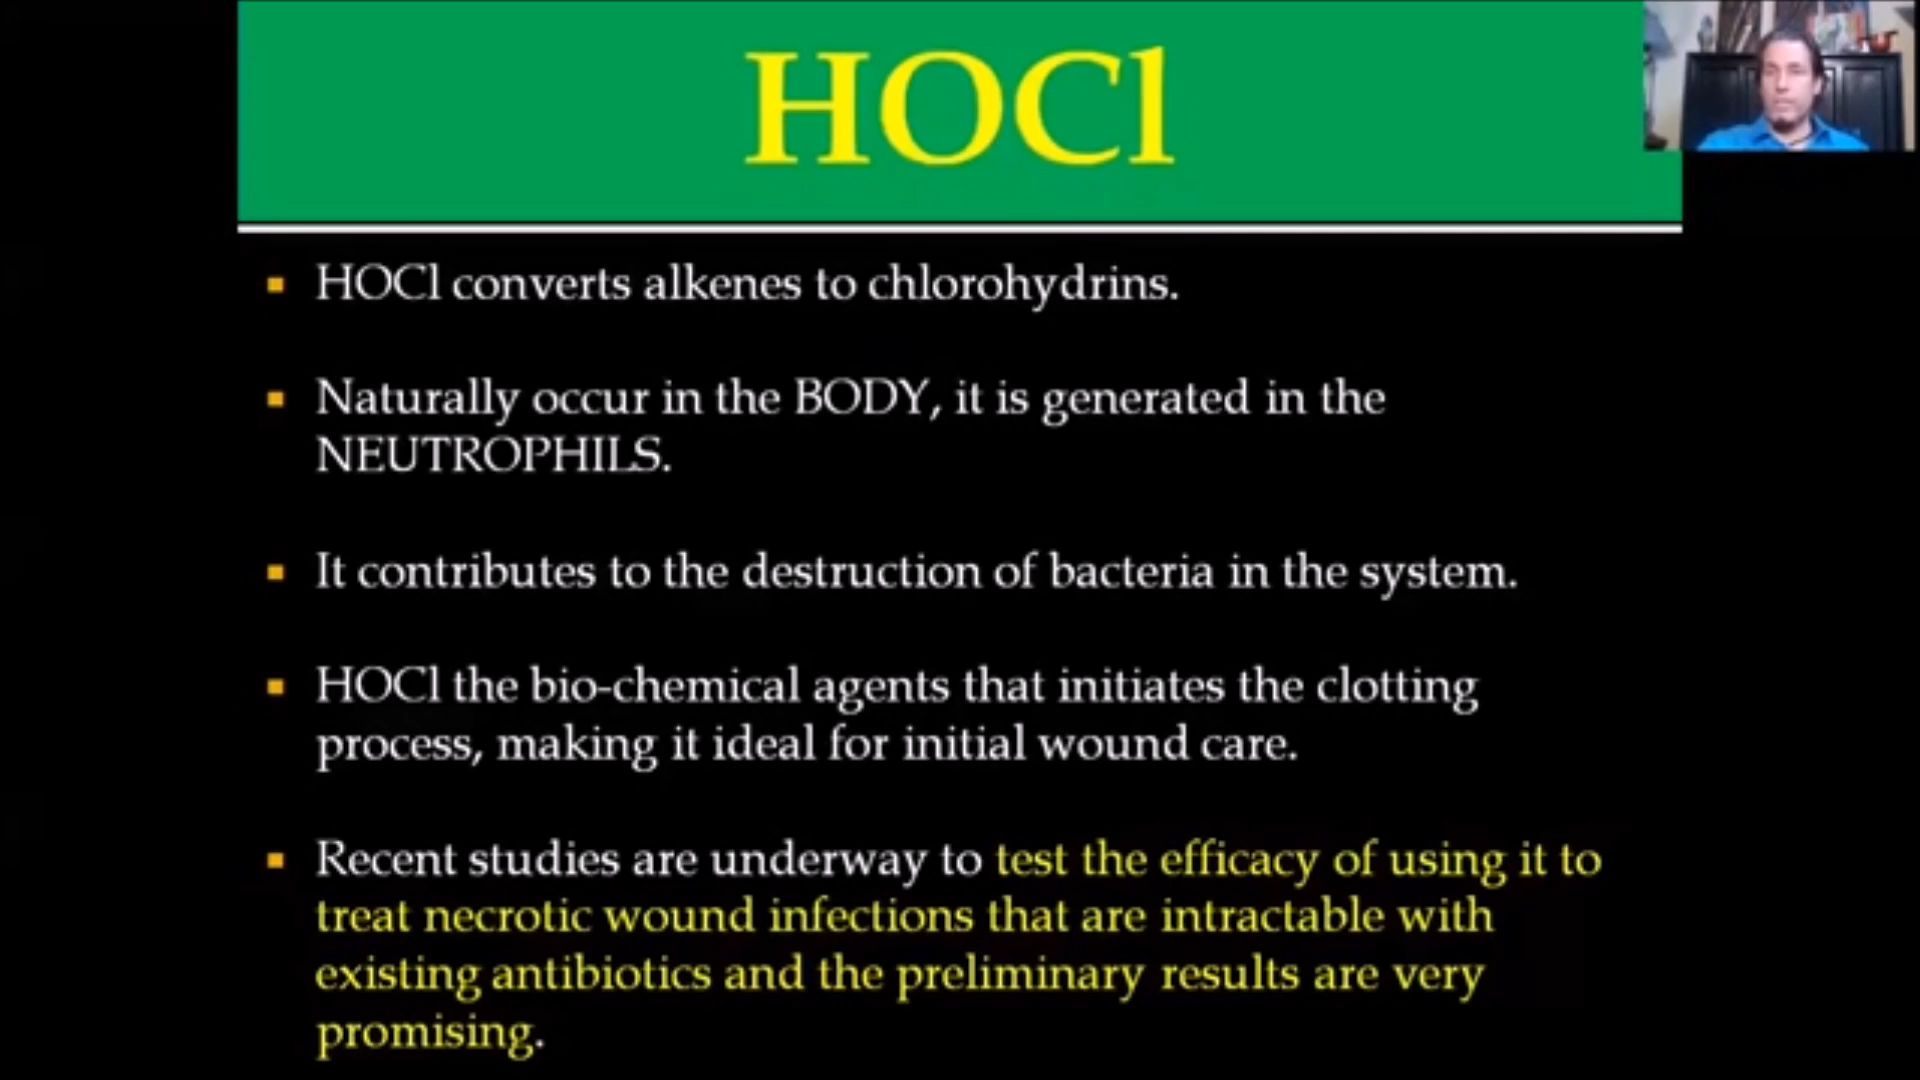 HOCl
HOCl converts alkenes to chlorohydrins.
Naturally occur in the BODY, it is generated in the
NEUTROPHILS.
It contributes to the destruction of bacteria in the system.
HOCl the bio-chemical agents that initiates the clotting
process, making it ideal for initial wound care.
Recent studies are underway to test the efficacy of using it to
treat necrotic wound infections that are intractable with
existing antibiotics and the preliminary results are very
promising.